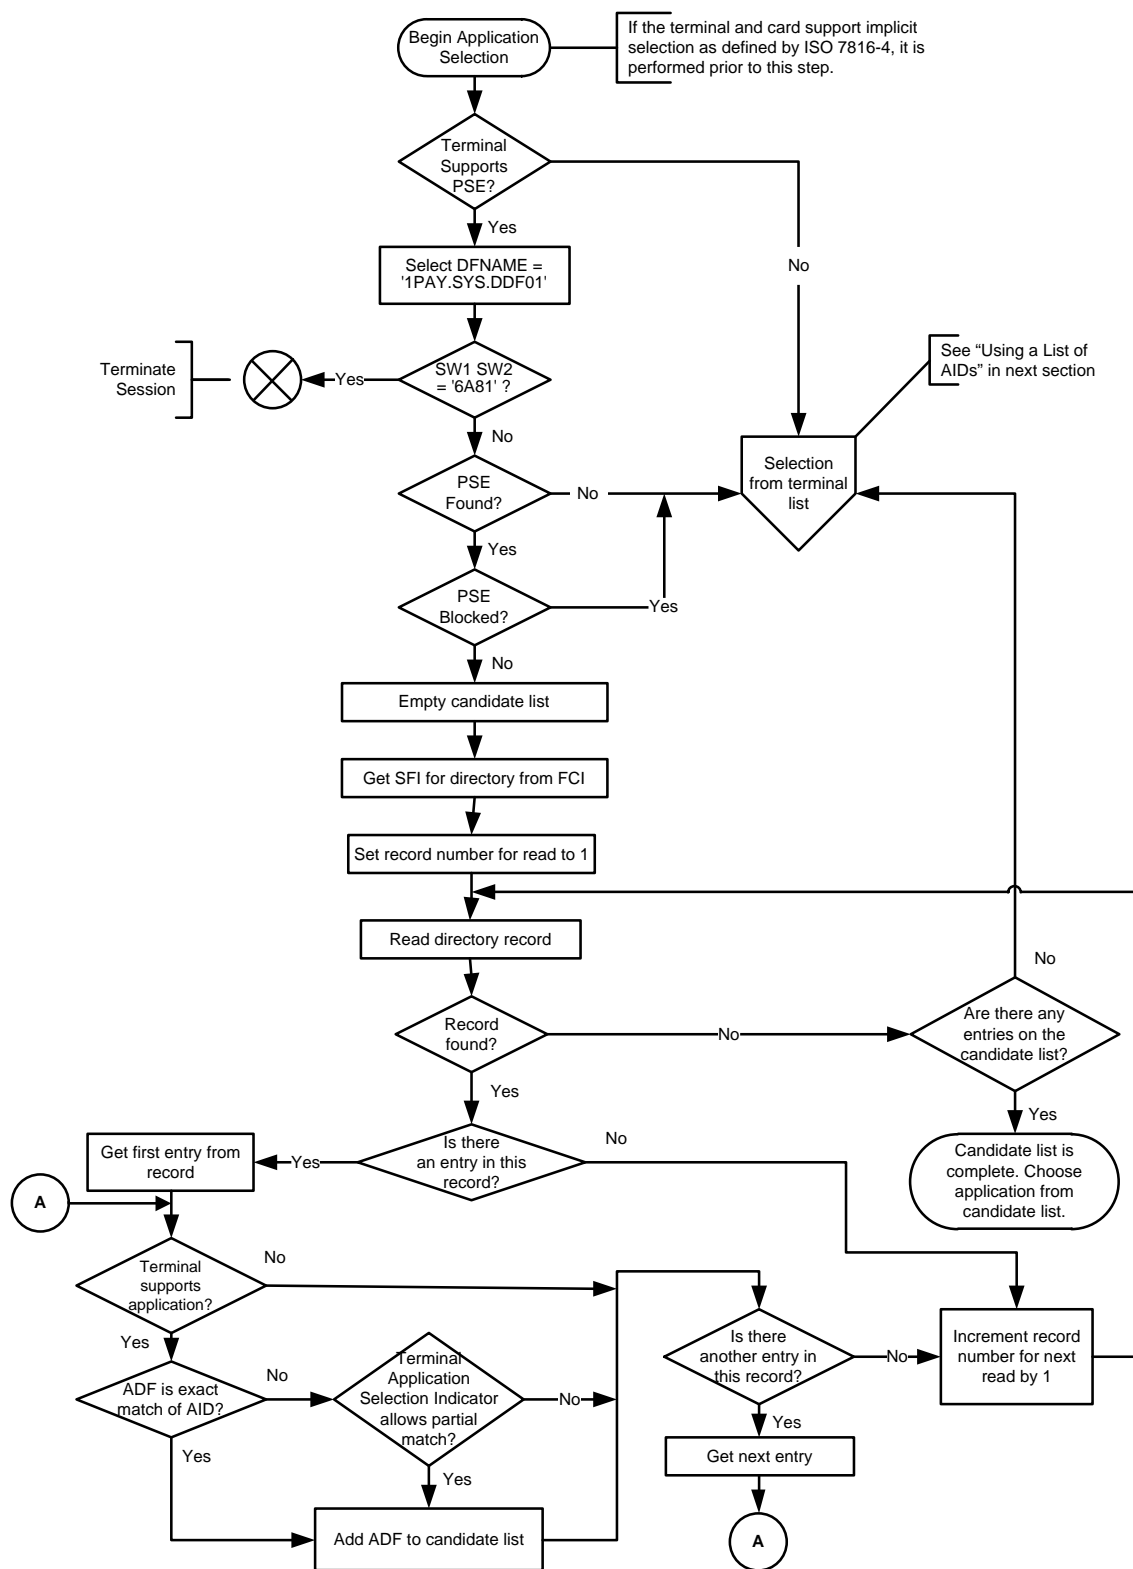 Begin Application
Selection
If the terminal and card support implicit
selection as defined by ISO 7816-4, it is
performed prior to this step.
Terminal
Supports
PSE?
Yes
No
Select DFNAME =
'1PAY.SYS.DDF01'
Terminate
Session
Yes
SW1 SW2
= '6A81' ?
See “Using a List of
AIDs” in next section
No
PSE
Found?
No
Selection
from terminal
list
Yes
PSE
Blocked?
Yes
No
Empty candidate list
Get SFI for directory from FCI
Set record number for read to 1
Read directory record
No
Record
found?
No
Are there any
entries on the
candidate list?
Yes
Yes
Get first entry from
record
Yes
Is there
an entry in this
record?
No
Candidate list is
complete. Choose
application from
candidate list.
A
Terminal
supports
application?
No
Yes
Is there
another entry in
this record?
No
Increment record
number for next
read by 1
ADF is exact
match of AID?
No
Terminal
Application
Selection Indicator
allows partial
match?
No
Yes
Yes
Yes
Get next entry
Add ADF to candidate list
A